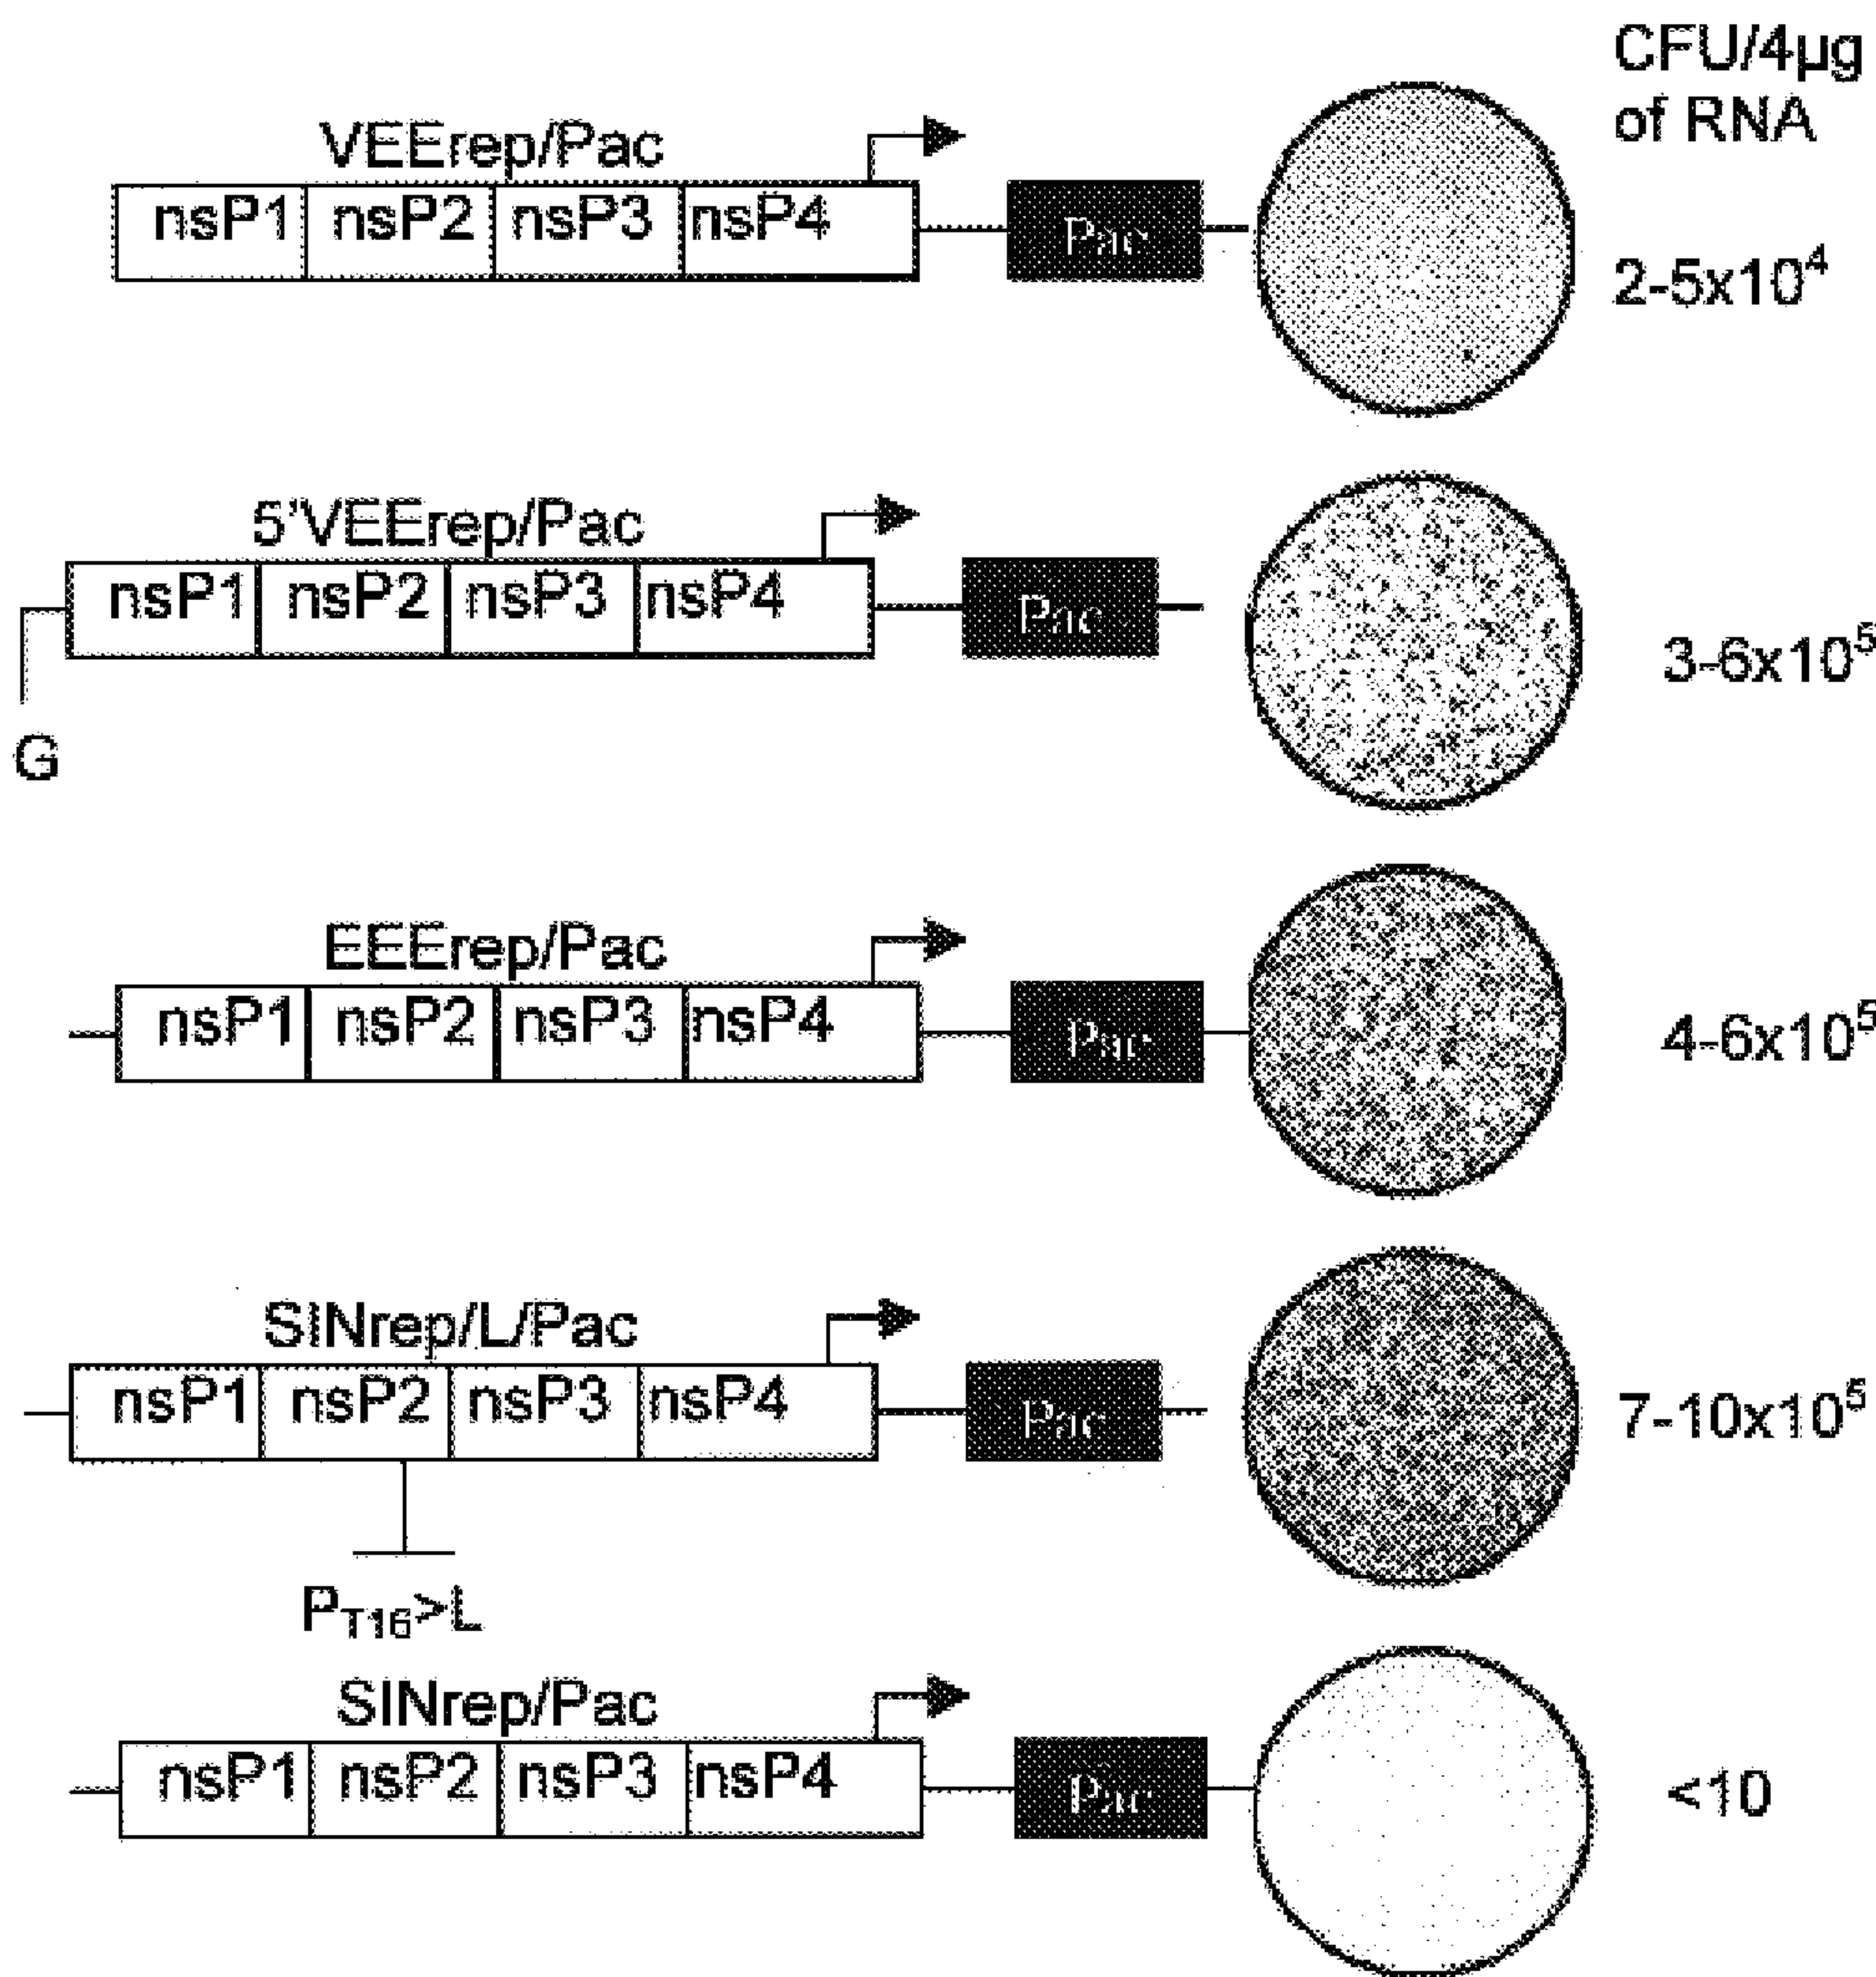 CFU/4µg
of RNA
VEErep/Pac
nsP1 nsP2 nsP3 nsP4 Pac
2-5x10⁴
5'VEErep/Pac
nsP1 nsP2 nsP3 nsP4 Pac
3-6x10⁵
G
EEErep/Pac
nsP1 nsP2 nsP3 nsP4 Pac
4-6x10⁵
SINrep/L/Pac
nsP1 nsP2 nsP3 nsP4 Pac
7-10x10⁵
P_T16>L
SINrep/Pac
nsP1 nsP2 nsP3 nsP4 Pac
<10